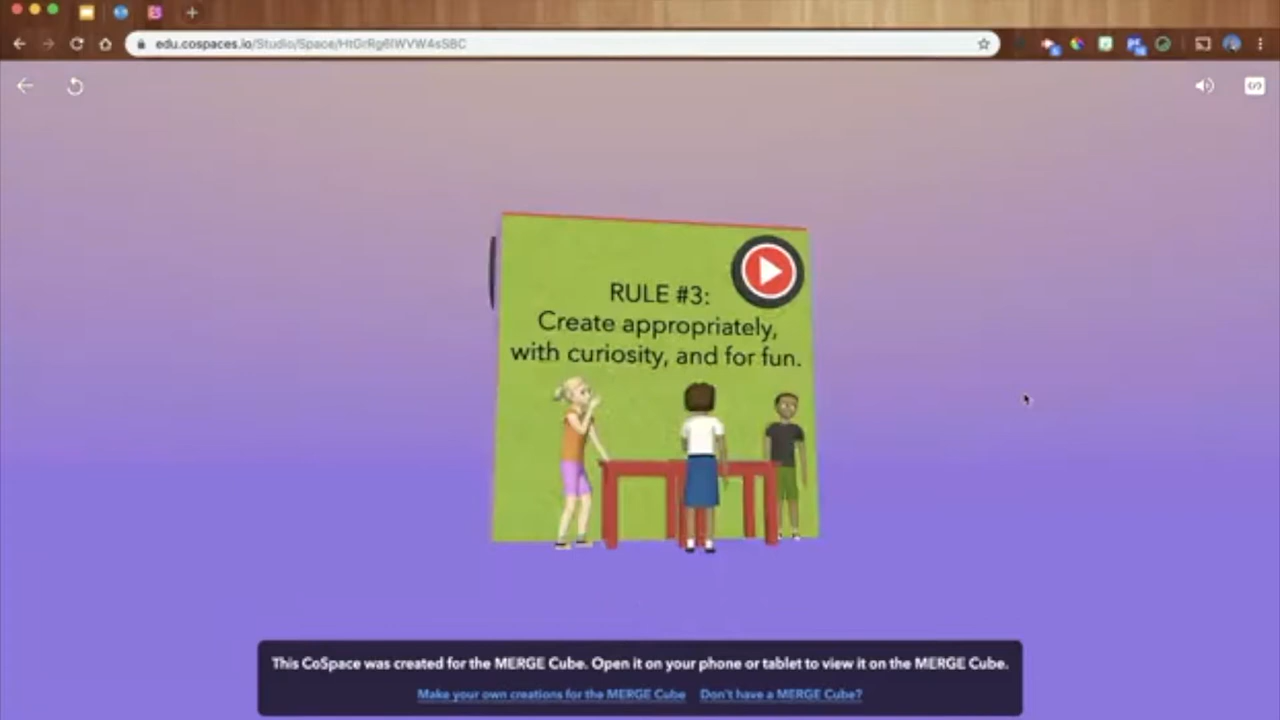 edu.cospaces.io/Studio/Space/
RULE #3:
Create appropriately,
with curiosity, and for fun.
This CoSpace was created for the MERGE Cube. Open it on your phone or tablet to view it on the MERGE Cube.
Make your own creations for the MERGE Cube Don't have a MERGE Cube?